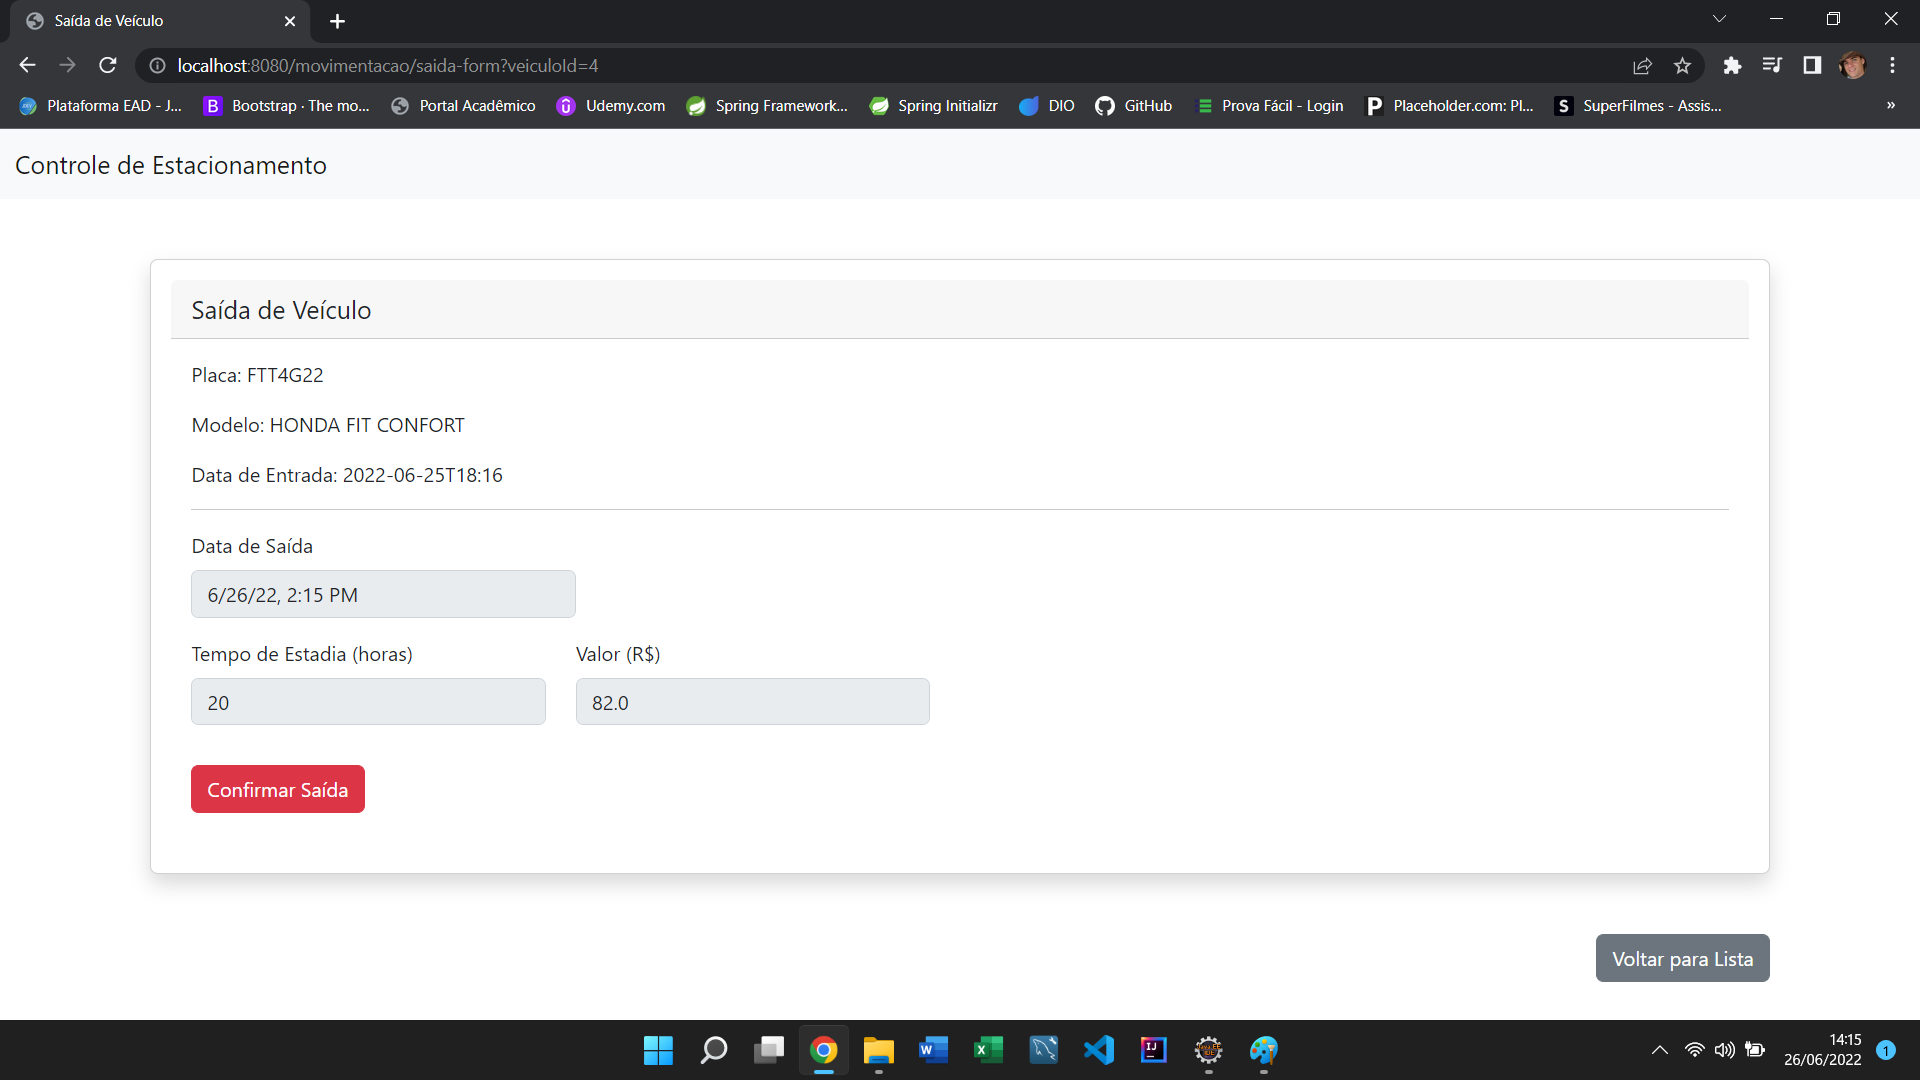 Saída de Veículo
localhost:8080/movimentacao/saida-form?veiculoId=4
Plataforma EAD - J...
Bootstrap · The mo...
Portal Acadêmico
Udemy.com
Spring Framework...
Spring Initializr
DIO
GitHub
Prova Fácil - Login
Placeholder.com: Pl...
SuperFilmes - Assis...
»
Controle de Estacionamento
Saída de Veículo
Placa: FTT4G22
Modelo: HONDA FIT CONFORT
Data de Entrada: 2022-06-25T18:16
Data de Saída
6/26/22, 2:15 PM
Tempo de Estadia (horas)
Valor (R$)
20
82.0
Confirmar Saída
Voltar para Lista
14:15
26/06/2022
1